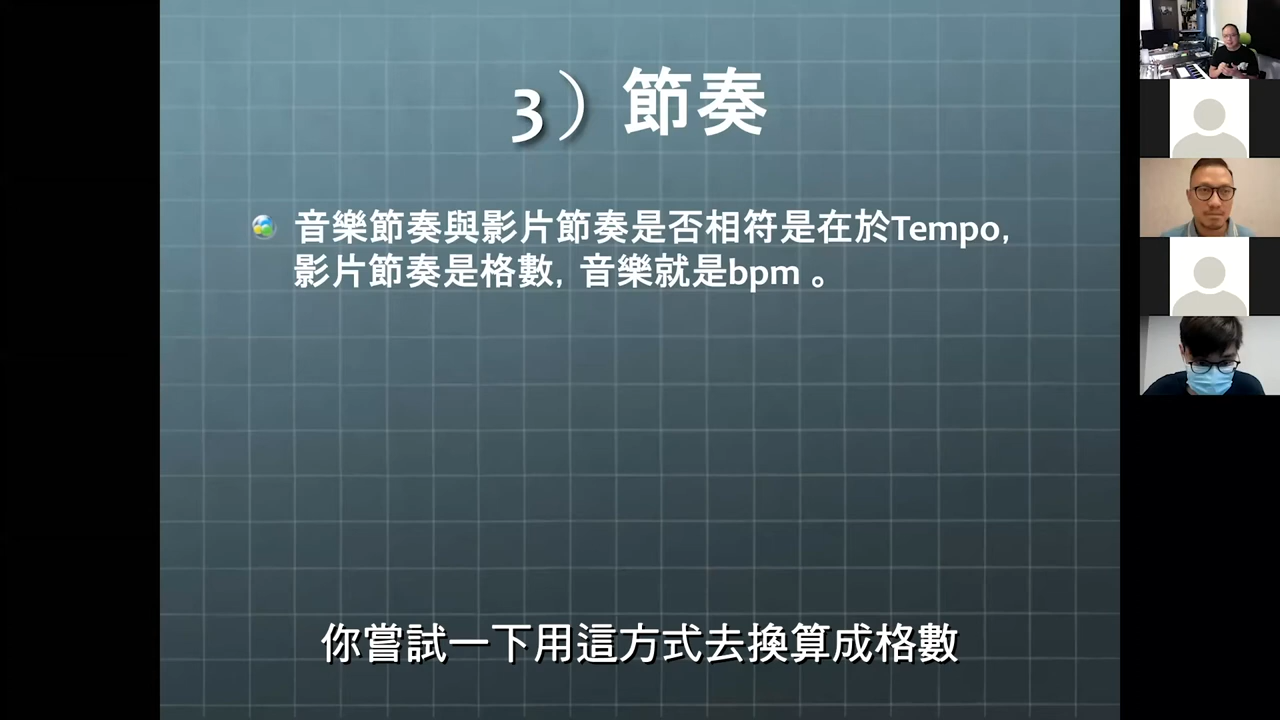 3）節奏
音樂節奏與影片節奏是否相符是在於Tempo,
影片節奏是格數, 音樂就是bpm 。
你嘗試一下用這方式去換算成格數